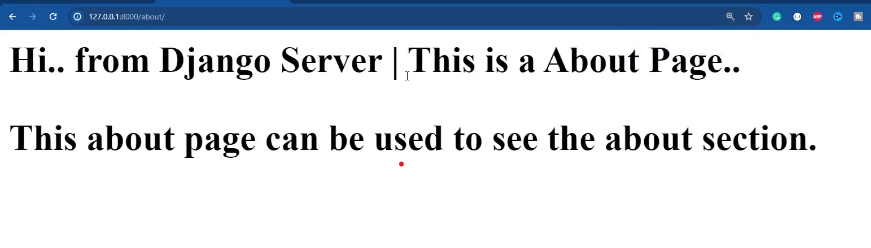 127.0.0.1:8000/about/
Hi.. from Django Server | This is a About Page..
This about page can be used to see the about section.